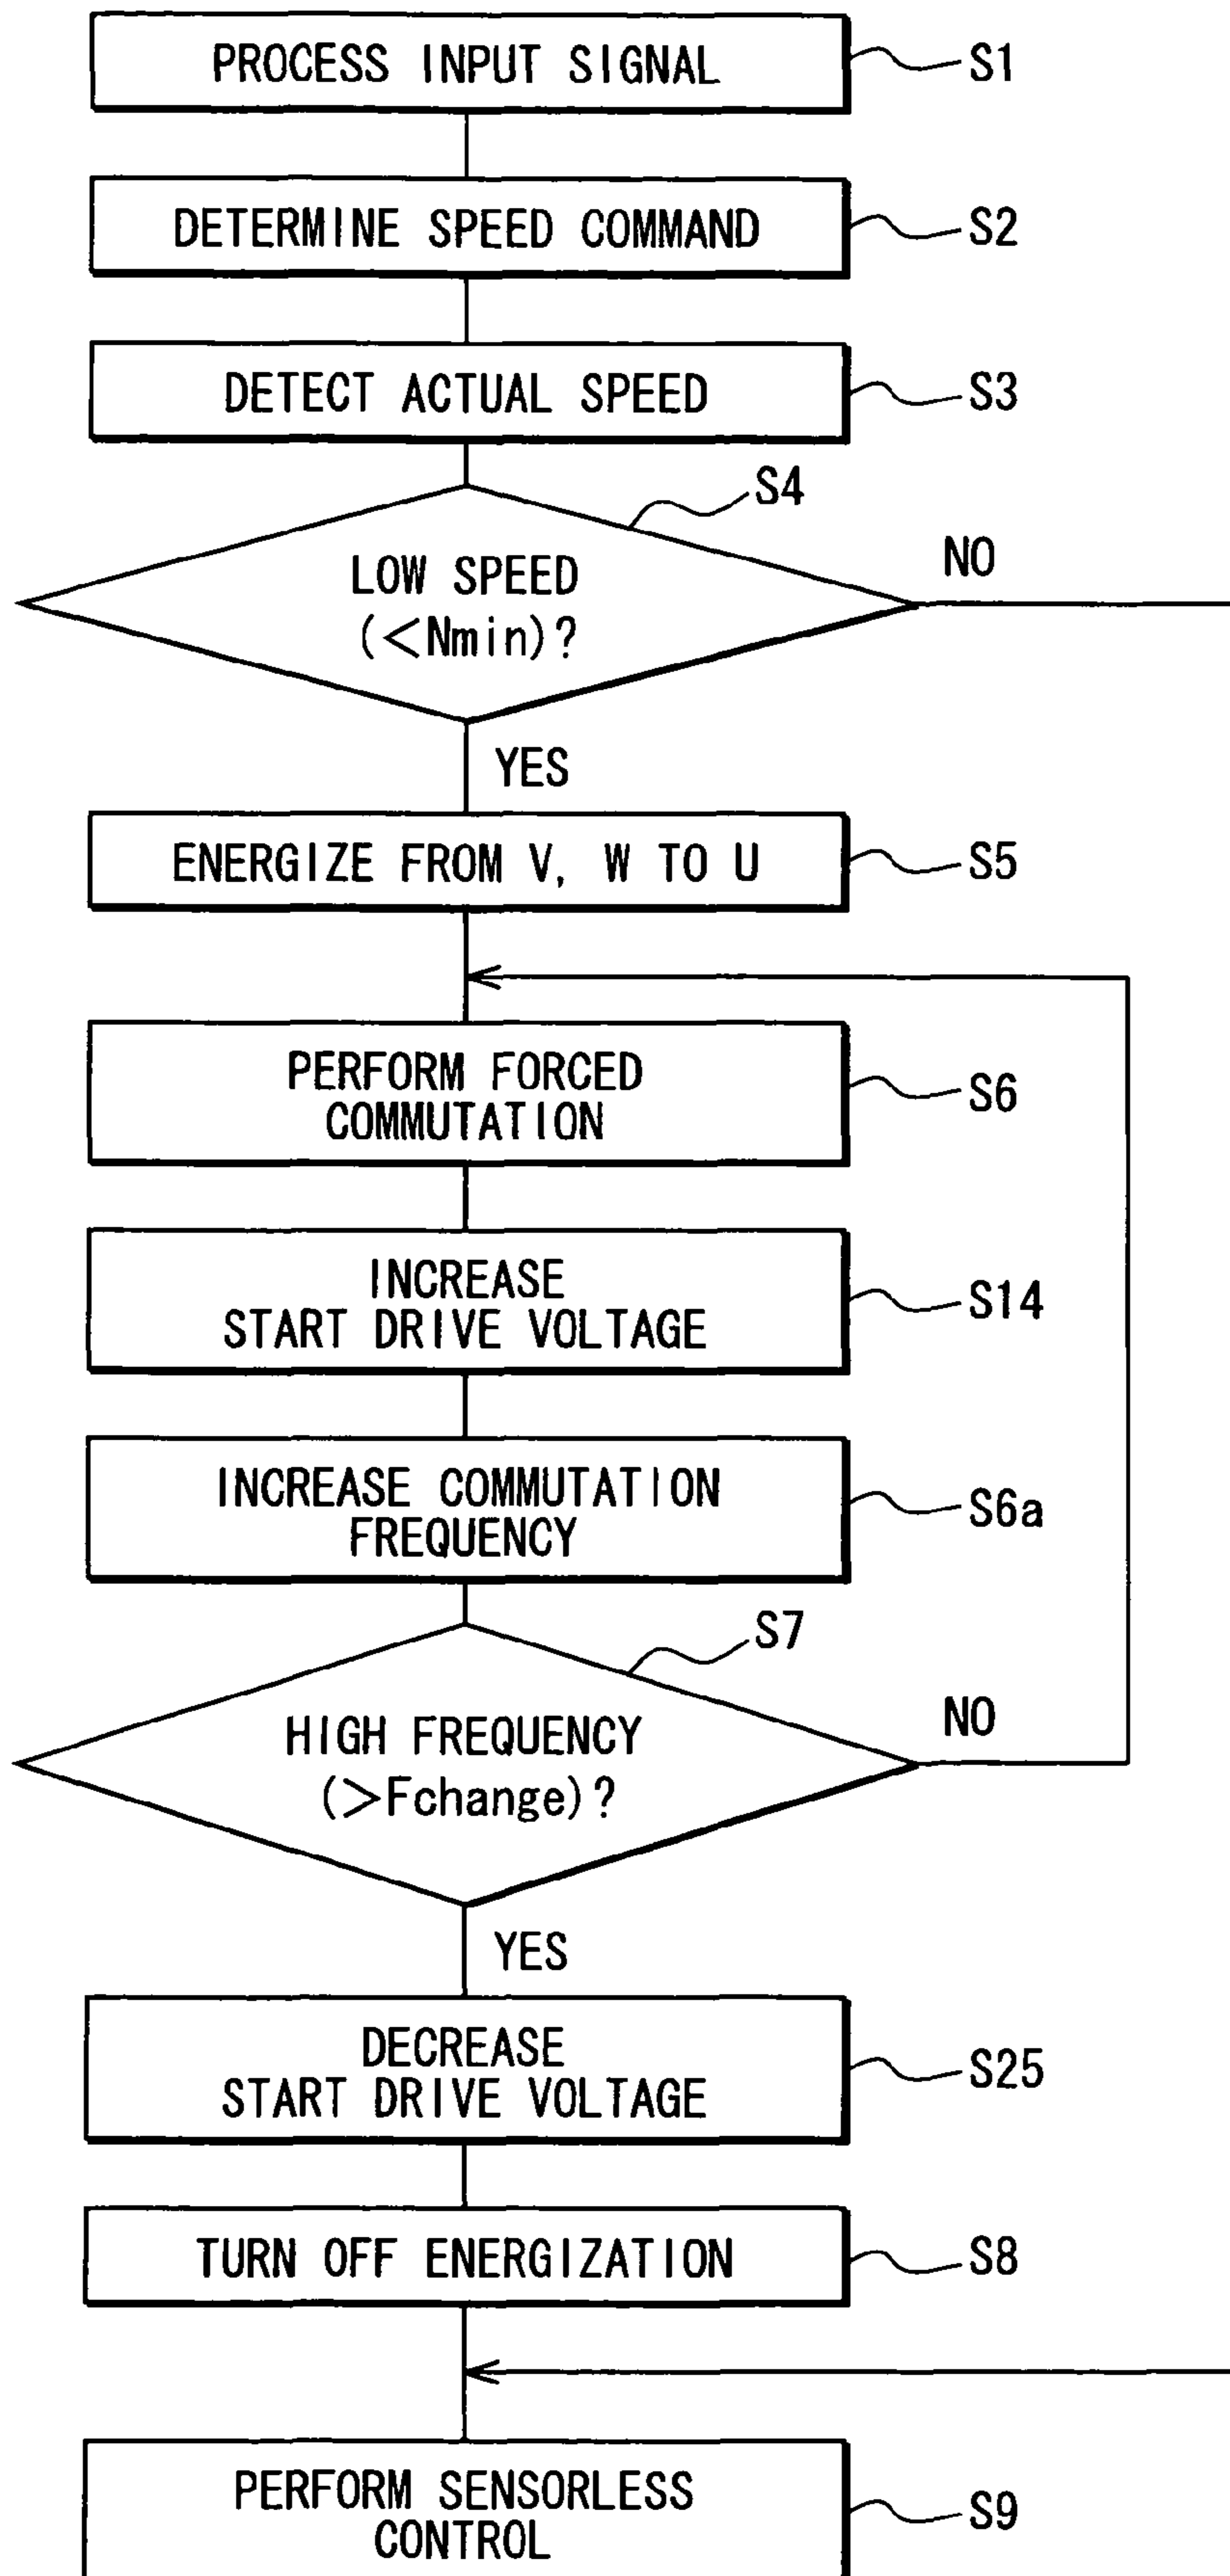 PROCESS INPUT SIGNAL S1
DETERMINE SPEED COMMAND S2
DETECT ACTUAL SPEED S3
S4
LOW SPEED
(<Nmin)?
NO
YES
ENERGIZE FROM V, W TO U S5
PERFORM FORCED
COMMUTATION
S6
INCREASE
START DRIVE VOLTAGE
S14
INCREASE COMMUTATION
FREQUENCY
S6a
S7
HIGH FREQUENCY
(>Fchange)?
NO
YES
DECREASE
START DRIVE VOLTAGE
S25
TURN OFF ENERGIZATION S8
PERFORM SENSORLESS
CONTROL
S9